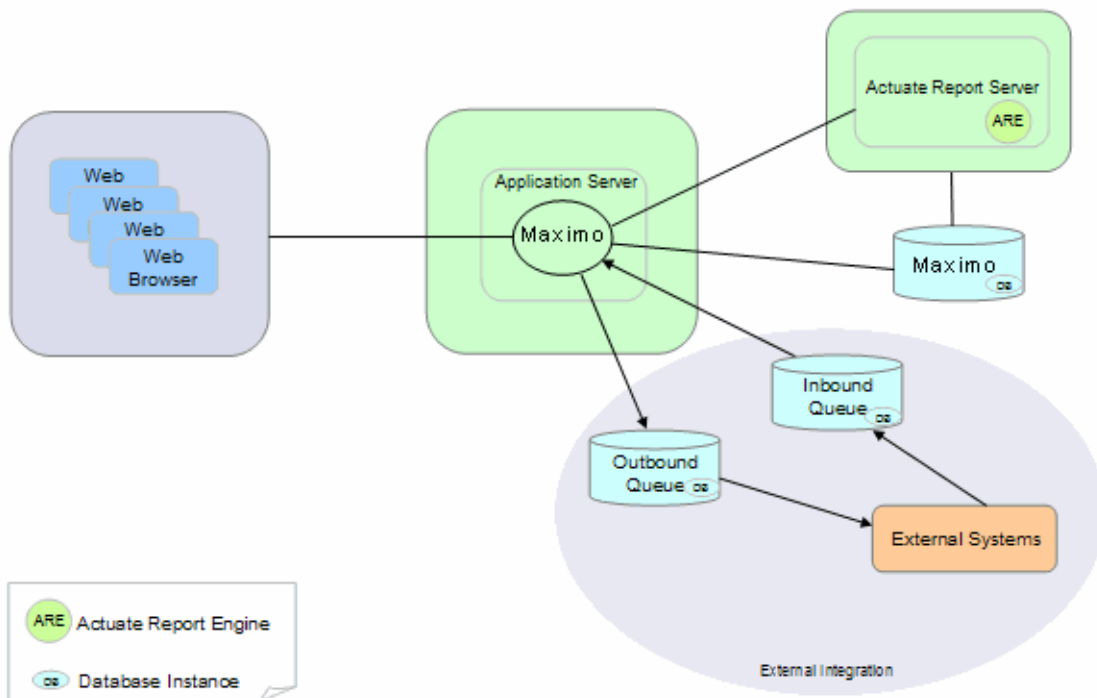 Web
Web
Web
Web
Browser
Application Server
Maximo
Actuate Report Server
ARE
Maximo
DB
Inbound
Queue
DB
Outbound
Queue
DB
External Systems
External Integration
ARE Actuate Report Engine
DB Database Instance